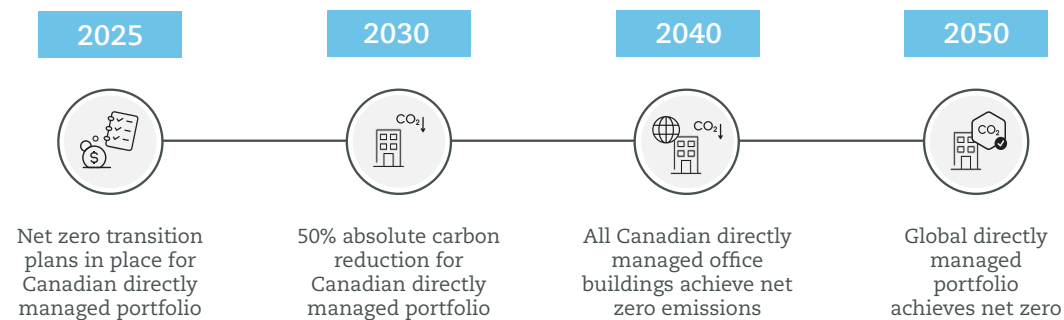 2025
2030
2040
2050
CO₂↓
CO₂↓
CO₂
$
Net zero transition
plans in place for
Canadian directly
managed portfolio
50% absolute carbon
reduction for
Canadian directly
managed portfolio
All Canadian directly
managed office
buildings achieve net
zero emissions
Global directly
managed
portfolio
achieves net zero